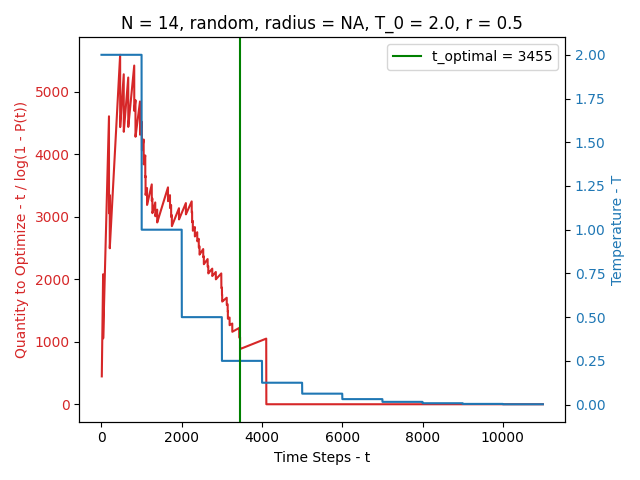 N = 14, random, radius = NA, T_0 = 2.0, r = 0.5
t_optimal = 3455
Quantity to Optimize - t / log(1 - P(t))
5000
4000
3000
2000
1000
0
2.00
1.75
1.50
1.25
1.00
0.75
0.50
0.25
0.00
Temperature - T
0 2000 4000 6000 8000 10000
Time Steps - t